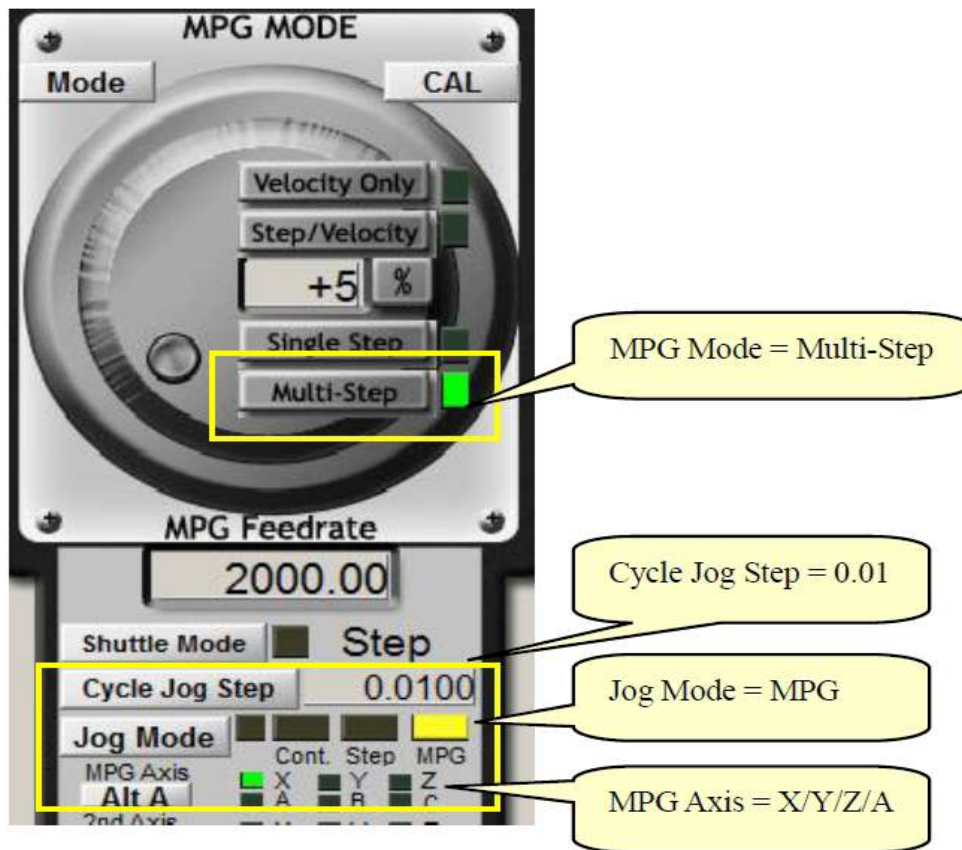 MPG MODE
Mode
CAL
Velocity Only
Step/Velocity
+5 %
Single Step
Multi-Step
MPG Mode = Multi-Step
MPG Feedrate
2000.00
Shuttle Mode Step
Cycle Jog Step 0.0100
Cycle Jog Step = 0.01
Jog Mode
Cont. Step MPG
Jog Mode = MPG
MPG Axis X Y Z
Alt A A B C
MPG Axis = X/Y/Z/A
2nd Axis